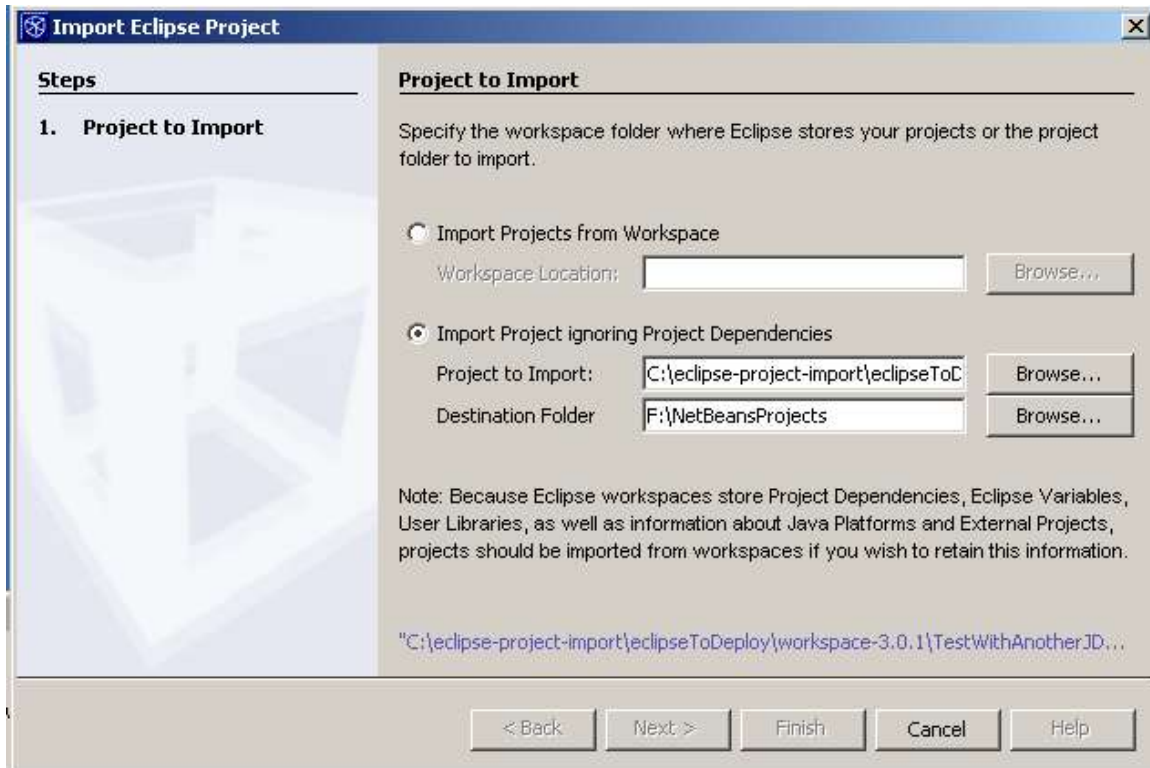 Import Eclipse Project
Steps
1. Project to Import
Project to Import
Specify the workspace folder where Eclipse stores your projects or the project
folder to import.
Import Projects from Workspace
Workspace Location:
Browse...
Import Project ignoring Project Dependencies
Project to Import: C:\eclipse-project-import\eclipseToD Browse...
Destination Folder F:\NetBeansProjects Browse...
Note: Because Eclipse workspaces store Project Dependencies, Eclipse Variables,
User Libraries, as well as information about Java Platforms and External Projects,
projects should be imported from workspaces if you wish to retain this information.
"C:\eclipse-project-import\eclipseToDeploy\workspace-3.0.1\TestWithAnotherJD...
< Back Next > Finish Cancel Help